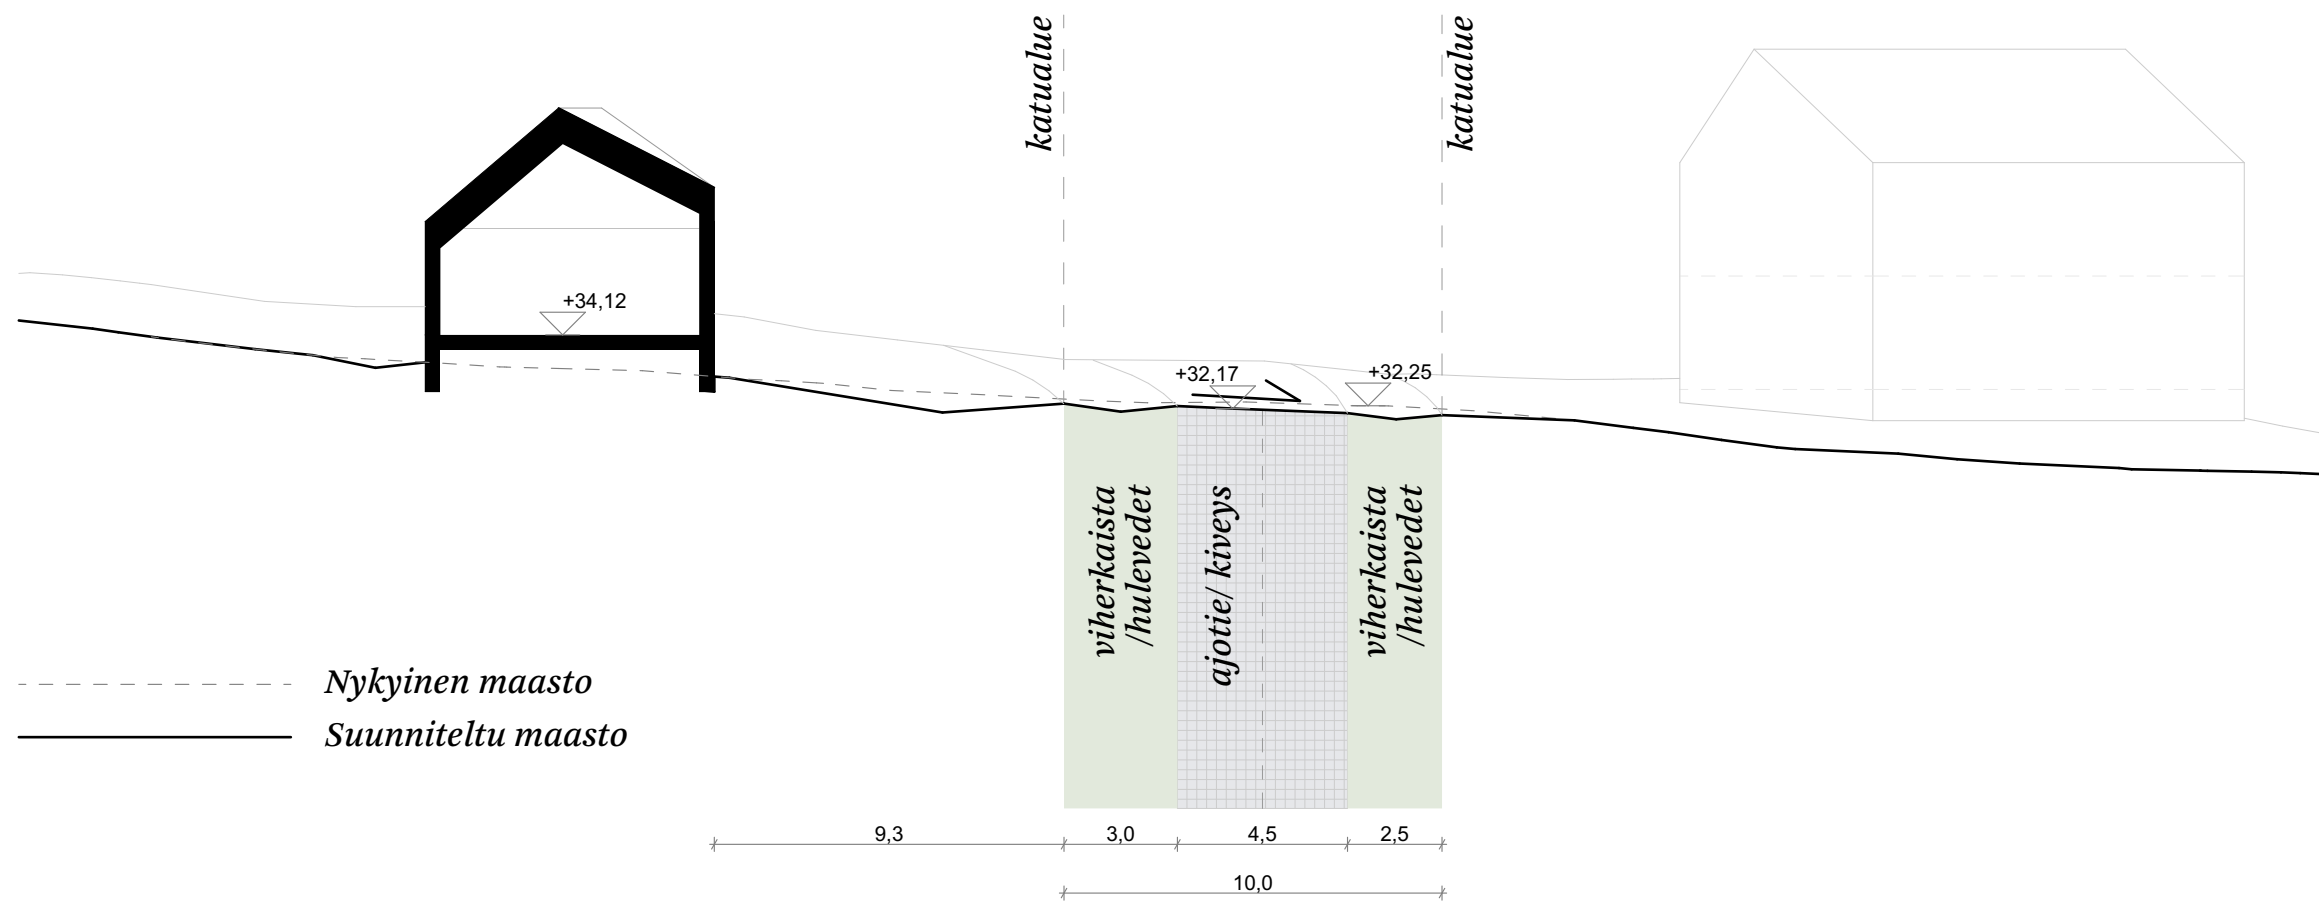 katualue
katualue
+34,12
+32,17
+32,25
viherkaista
/hulevedet
ajotie/ kiveys
viherkaista
/hulevedet
Nykyinen maasto
Suunniteltu maasto
9,3
3,0
4,5
2,5
10,0